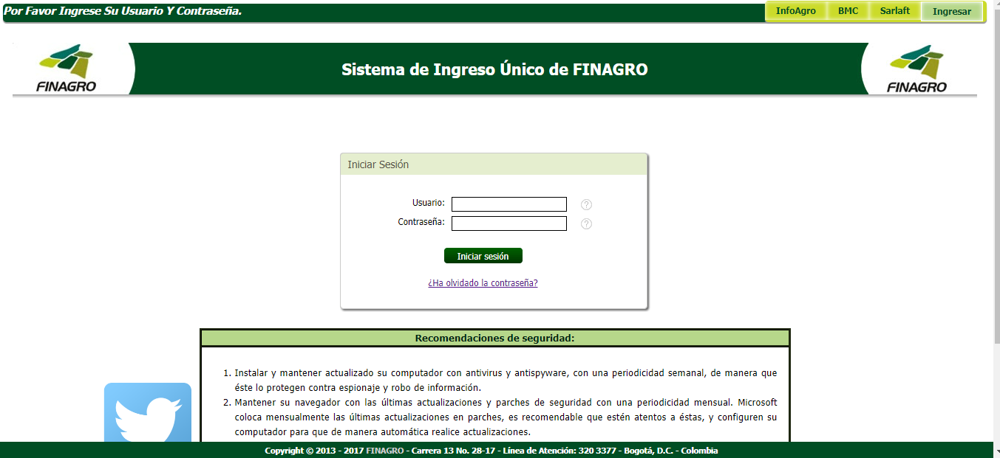 Por Favor Ingrese Su Usuario Y Contraseña.
InfoAgro
BMC
Sarlaft
Ingresar
FINAGRO
Sistema de Ingreso Único de FINAGRO
FINAGRO
Iniciar Sesión
Usuario:
?
Contraseña:
?
Iniciar sesión
¿Ha olvidado la contraseña?
Recomendaciones de seguridad:
1. Instalar y mantener actualizado su computador con antivirus y antispyware, con una periodicidad semanal, de manera que
éste lo protegen contra espionaje y robo de información.
2. Mantener su navegador con las últimas actualizaciones y parches de seguridad con una periodicidad mensual. Microsoft
coloca mensualmente las últimas actualizaciones en parches, es recomendable que estén atentos a éstas, y configuren su
computador para que de manera automática realice actualizaciones.
Copyright © 2013 - 2017 FINAGRO - Carrera 13 No. 28-17 - Línea de Atención: 320 3377 - Bogotá, D.C. - Colombia